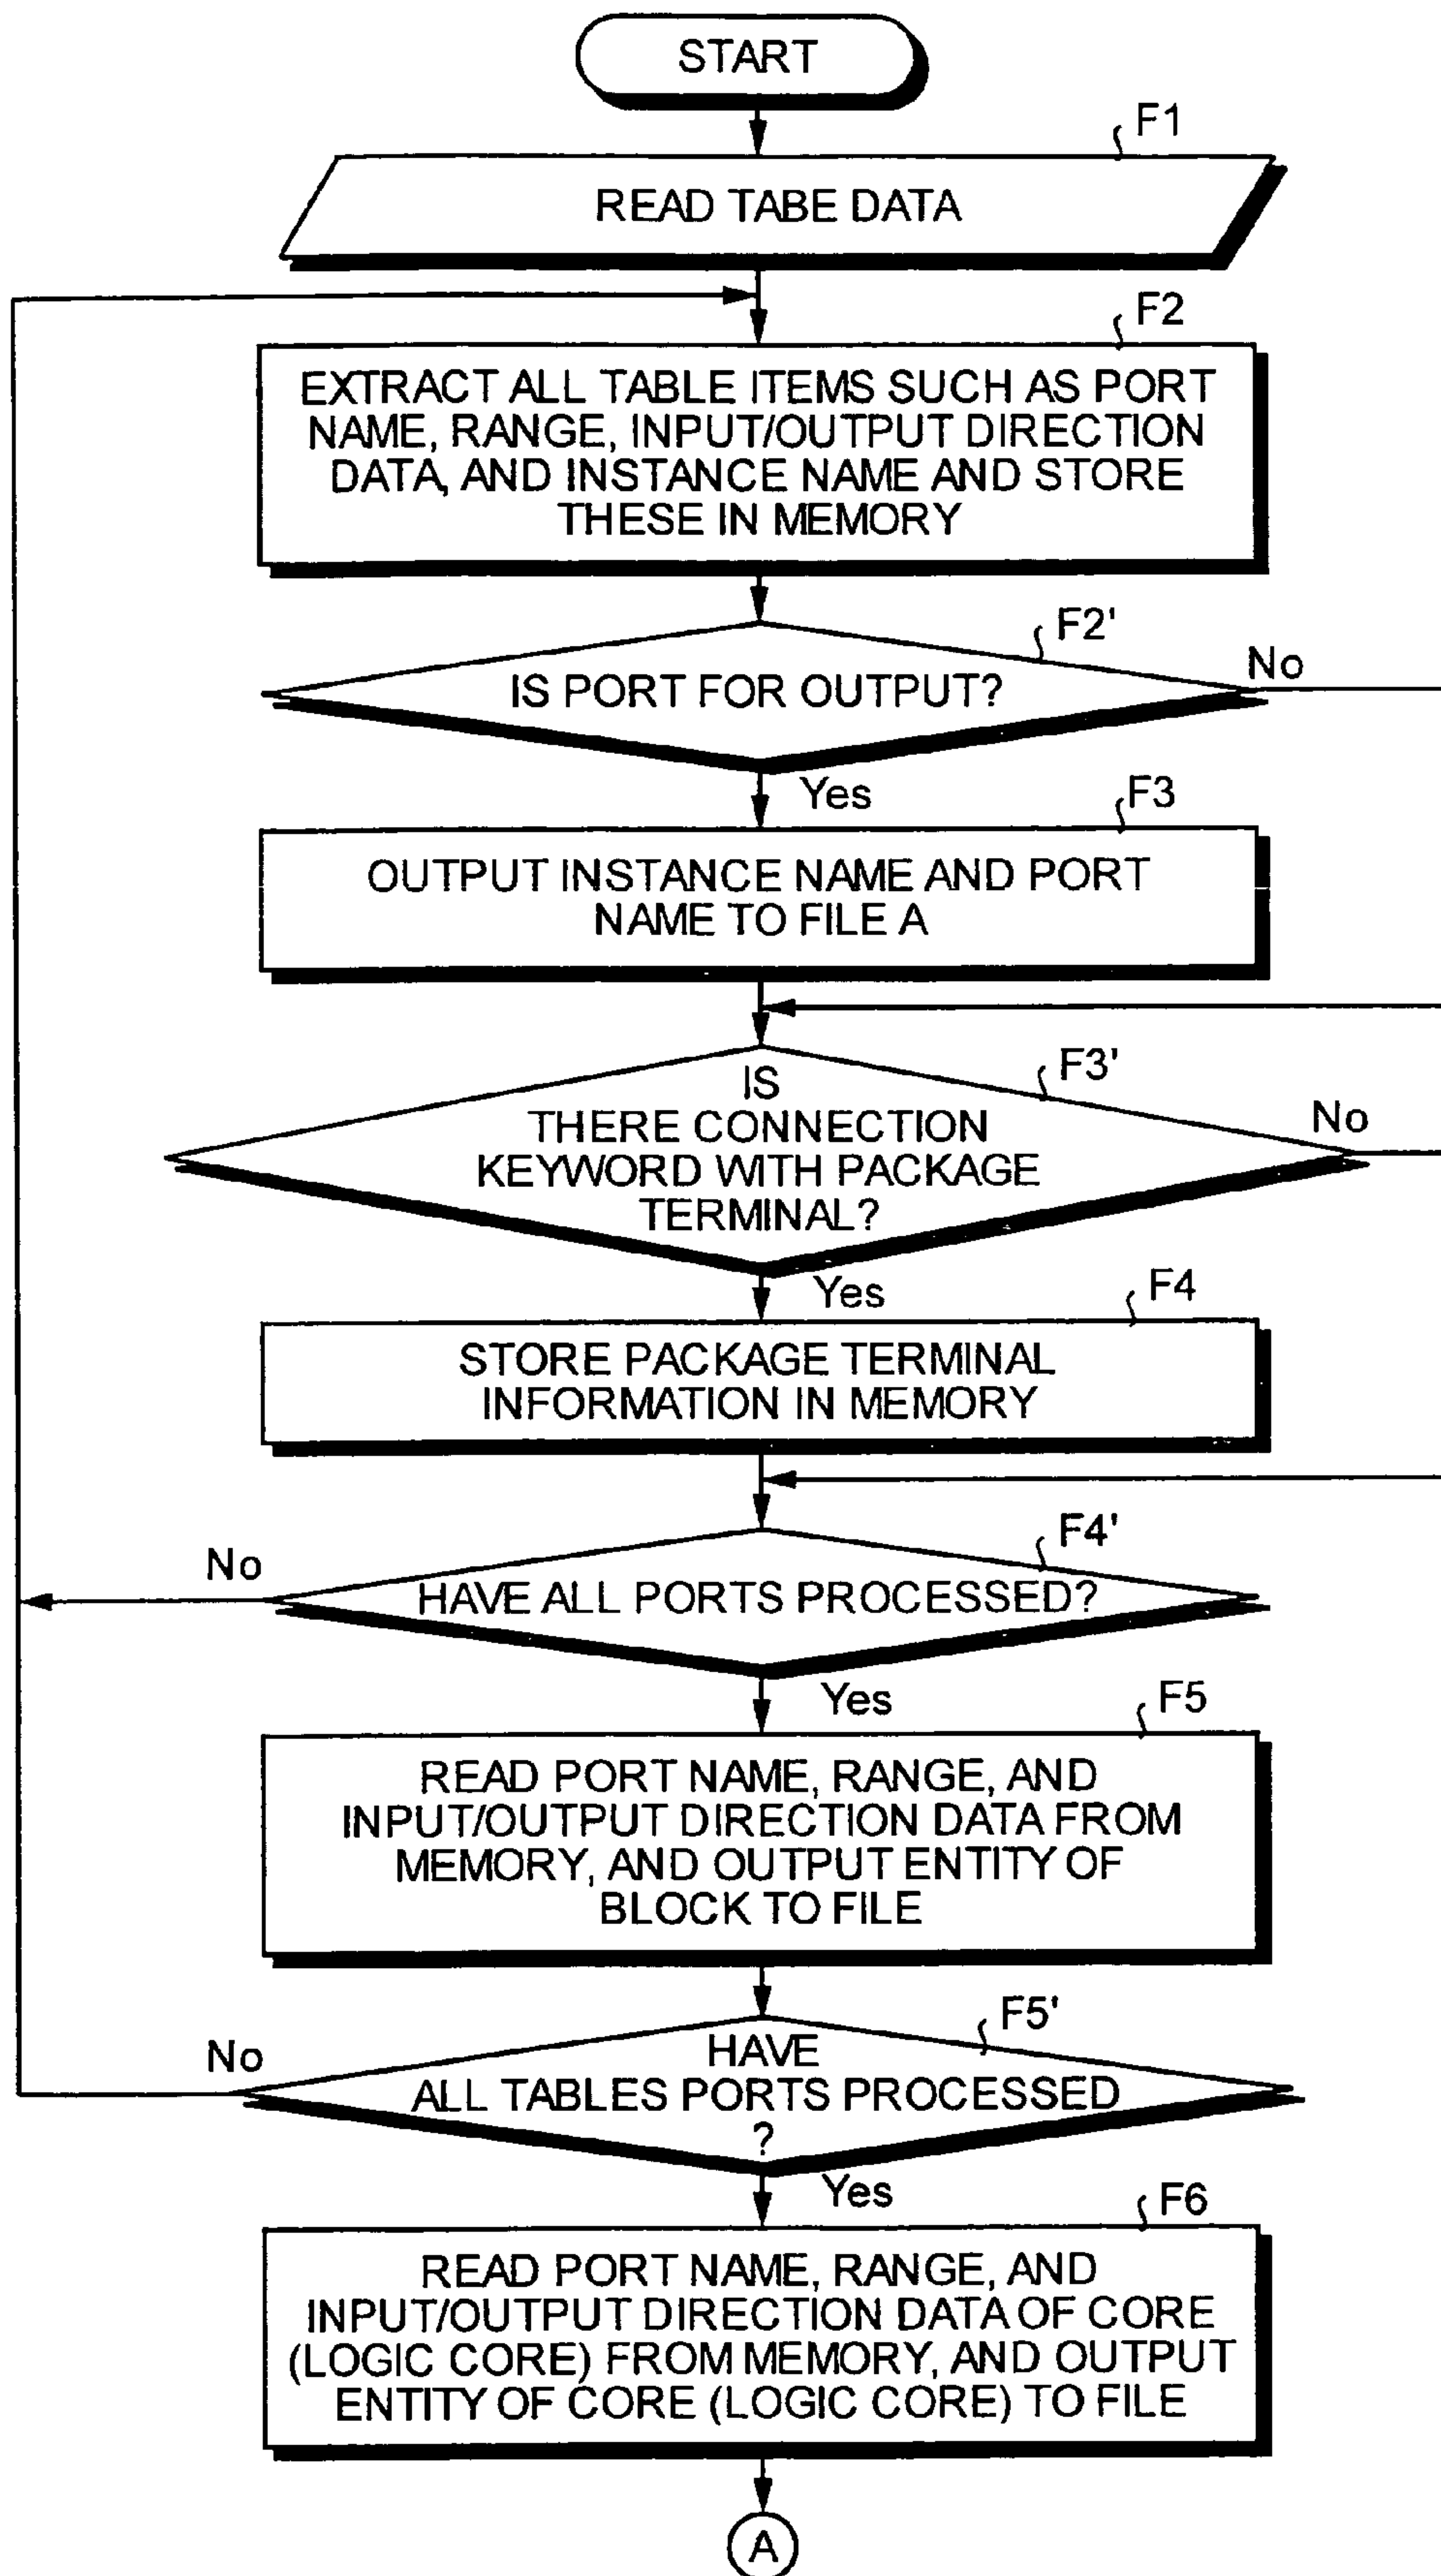 START
F1
READ TABE DATA
F2
EXTRACT ALL TABLE ITEMS SUCH AS PORT
NAME, RANGE, INPUT/OUTPUT DIRECTION
DATA, AND INSTANCE NAME AND STORE
THESE IN MEMORY
F2'
IS PORT FOR OUTPUT?
No
Yes
F3
OUTPUT INSTANCE NAME AND PORT
NAME TO FILE A
F3'
IS
THERE CONNECTION
KEYWORD WITH PACKAGE
TERMINAL?
No
Yes
F4
STORE PACKAGE TERMINAL
INFORMATION IN MEMORY
F4'
No
HAVE ALL PORTS PROCESSED?
Yes
F5
READ PORT NAME, RANGE, AND
INPUT/OUTPUT DIRECTION DATA FROM
MEMORY, AND OUTPUT ENTITY OF
BLOCK TO FILE
F5'
No
HAVE
ALL TABLES PORTS PROCESSED
?
Yes
F6
READ PORT NAME, RANGE, AND
INPUT/OUTPUT DIRECTION DATA OF CORE
(LOGIC CORE) FROM MEMORY, AND OUTPUT
ENTITY OF CORE (LOGIC CORE) TO FILE
A